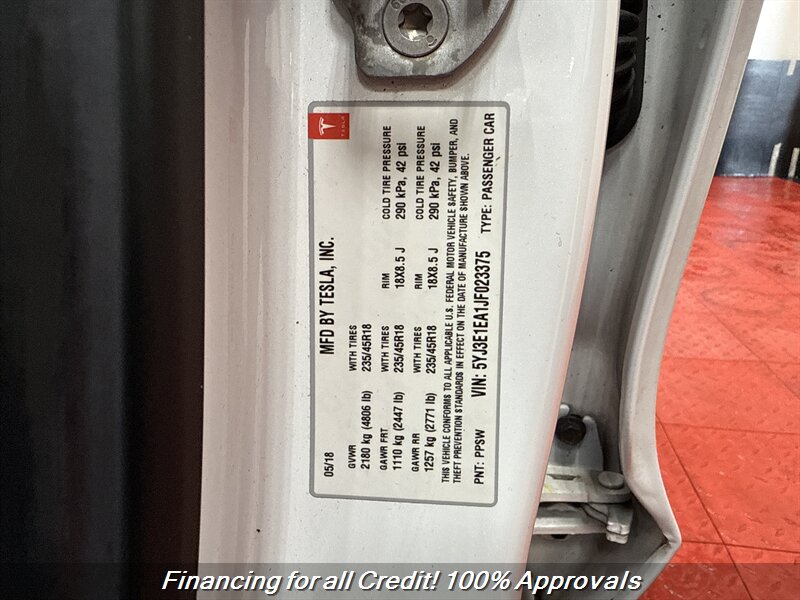 TESLA
MFD BY TESLA, INC.
05/18
GVWR WITH TIRES RIM COLD TIRE PRESSURE
2180 kg (4806 lb) 235/45R18 18X8.5 J 290 kPa, 42 psi
GAWR FRT WITH TIRES RIM COLD TIRE PRESSURE
1110 kg (2447 lb) 235/45R18 18X8.5 J 290 kPa, 42 psi
GAWR RR
1257 kg (2771 lb) 235/45R18
THIS VEHICLE CONFORMS TO ALL APPLICABLE U.S. FEDERAL MOTOR VEHICLE SAFETY, BUMPER, AND
THEFT PREVENTION STANDARDS IN EFFECT ON THE DATE OF MANUFACTURE SHOWN ABOVE.
PNT: PPSW VIN: 5YJ3E1EA1JF023375 TYPE: PASSENGER CAR
Financing for all Credit! 100% Approvals